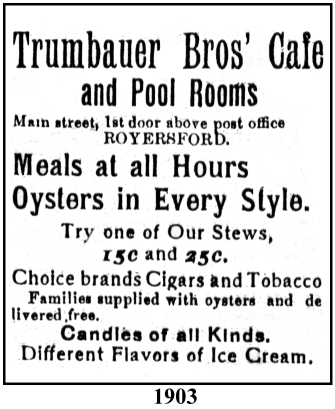 Trumbauer Bros' Cafe
and Pool Rooms
Main street, 1st door above post office
ROYERSFORD.
Meals at all Hours
Oysters in Every Style.
Try one of Our Stews,
15c and 25c.
Choice brands Cigars and Tobacco
Families supplied with oysters and de
livered free.
Candies of all Kinds.
Different Flavors of Ice Cream.
1903